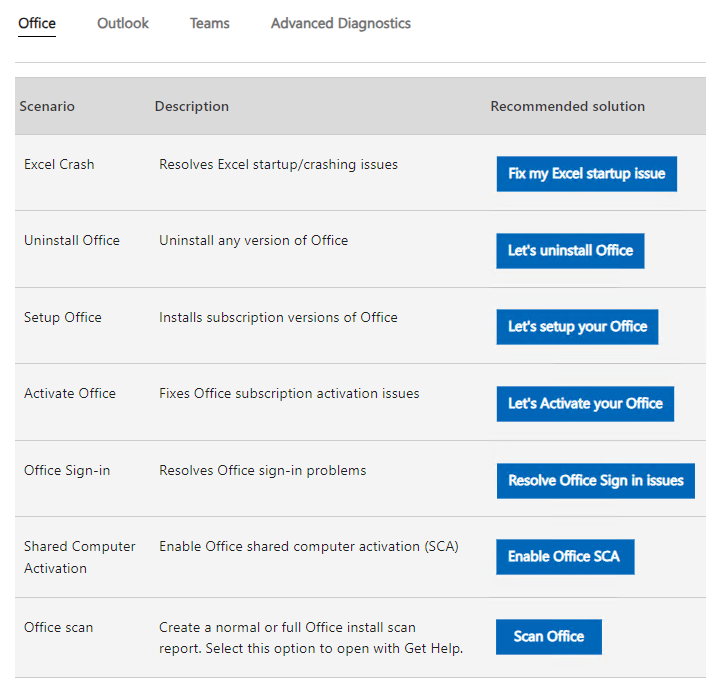 Office Outlook Teams Advanced Diagnostics
Scenario Description Recommended solution
Excel Crash Resolves Excel startup/crashing issues Fix my Excel startup issue
Uninstall Office Uninstall any version of Office Let's uninstall Office
Setup Office Installs subscription versions of Office Let's setup your Office
Activate Office Fixes Office subscription activation issues Let's Activate your Office
Office Sign-in Resolves Office sign-in problems Resolve Office Sign in issues
Shared Computer Enable Office shared computer activation (SCA) Enable Office SCA
Activation
Office scan Create a normal or full Office install scan Scan Office
report. Select this option to open with Get Help.